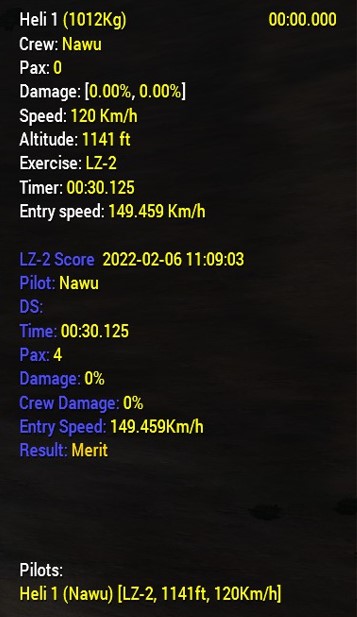 Heli 1 (1012Kg) 00:00.000
Crew: Nawu
Pax: 0
Damage: [0.00%, 0.00%]
Speed: 120 Km/h
Altitude: 1141 ft
Exercise: LZ-2
Timer: 00:30.125
Entry speed: 149.459 Km/h
LZ-2 Score 2022-02-06 11:09:03
Pilot: Nawu
DS:
Time: 00:30.125
Pax: 4
Damage: 0%
Crew Damage: 0%
Entry Speed: 149.459Km/h
Result: Merit
Pilots:
Heli 1 (Nawu) [LZ-2, 1141ft, 120Km/h]